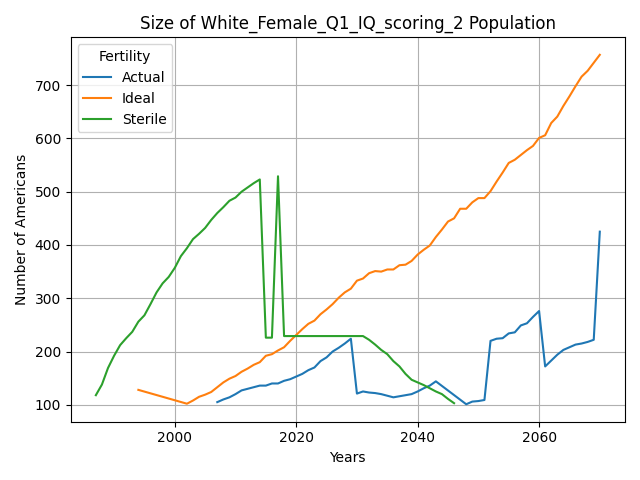 Size of White_Female_Q1_IQ_scoring_2 Population
Fertility
Actual
Ideal
Sterile
Number of Americans
700
600
500
400
300
200
100
2000
2020
2040
2060
Years